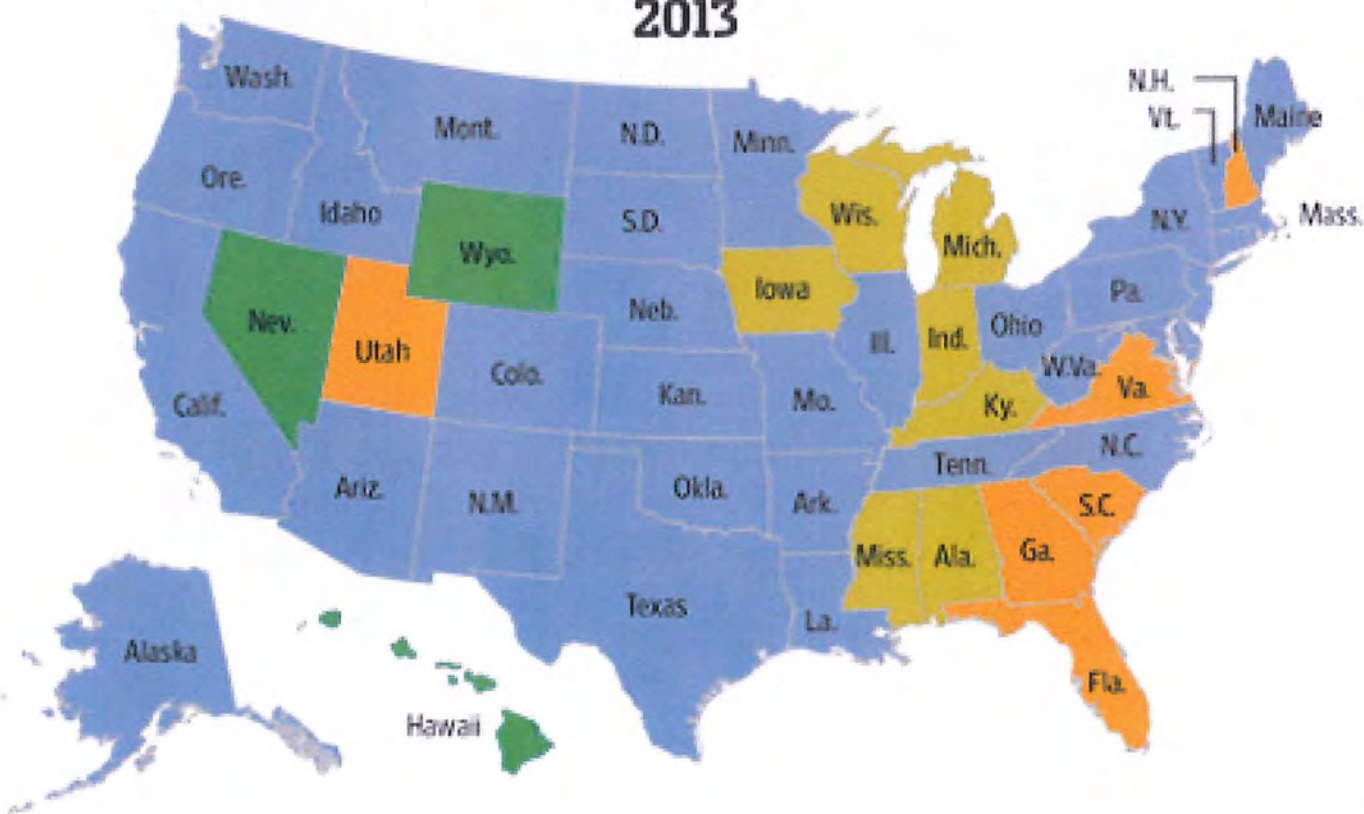 2013
Wash.
Mont.
N.D.
Minn.
N.H.
Vt.
Maine
Ore.
Idaho
Wyo.
S.D.
Wis.
Mich.
N.Y.
Mass.
Nev.
Utah
Colo.
Neb.
Iowa
Ill.
Ind.
Ohio
Pa.
Calif.
Kan.
Mo.
Ky.
W.Va.
Va.
Ariz.
N.M.
Okla.
Ark.
Tenn.
N.C.
Texas
La.
Miss.
Ala.
Ga.
S.C.
Fla.
Alaska
Hawaii